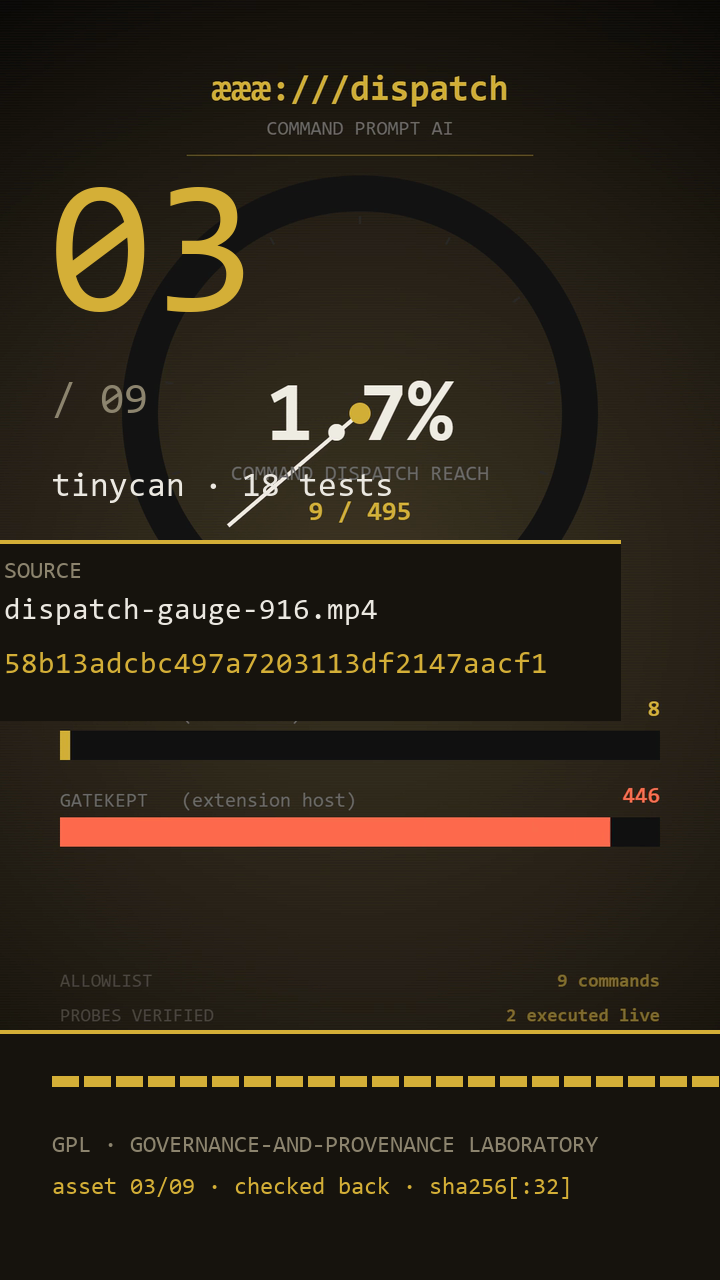 æææ:///dispatch
COMMAND PROMPT AI
03
/ 09
1.7%
COMMAND DISPATCH REACH
tinycan · 18 tests
9 / 495
SOURCE
dispatch-gauge-916.mp4
58b13adcbc497a7203113df2147aacf1
8
GATEKEPT (extension host)
446
ALLOWLIST
9 commands
PROBES VERIFIED
2 executed live
GPL · GOVERNANCE-AND-PROVENANCE LABORATORY
asset 03/09 · checked back · sha256[:32]